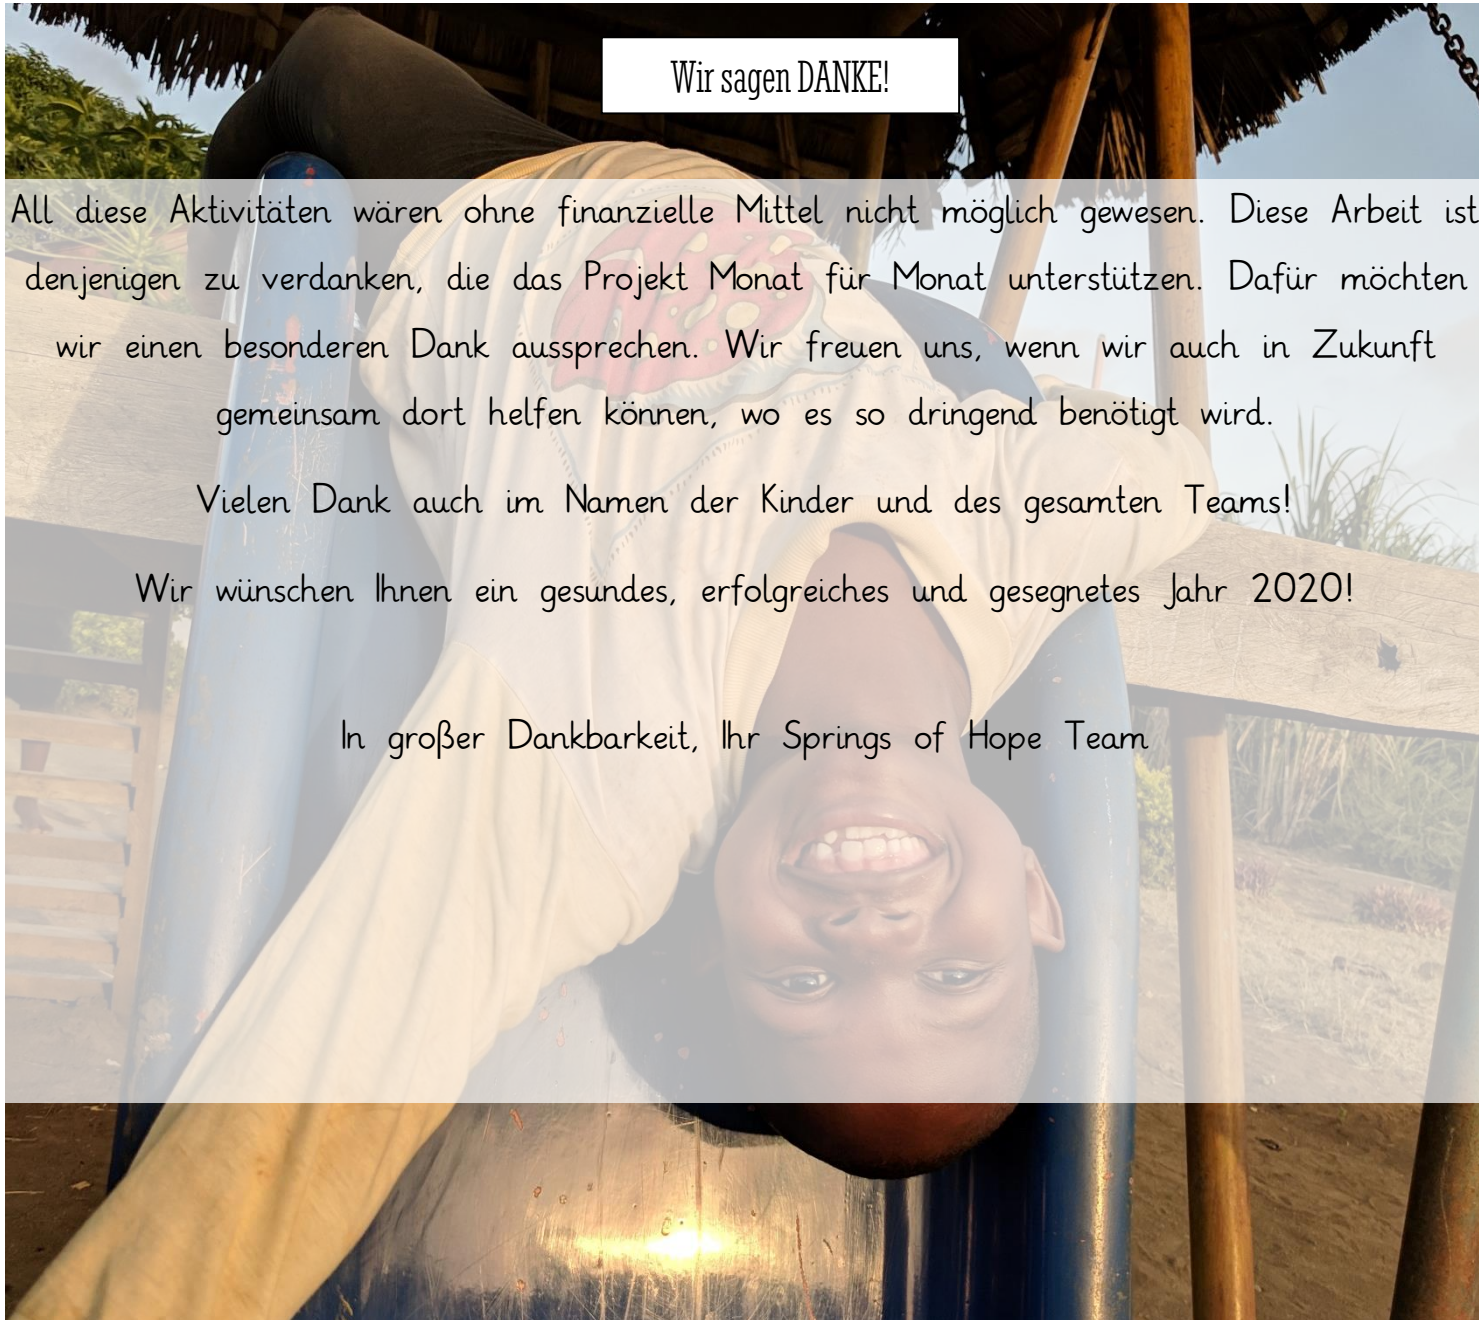 Wir sagen DANKE!
All diese Aktivitäten wären ohne finanzielle Mittel nicht möglich gewesen. Diese Arbeit ist
denjenigen zu verdanken, die das Projekt Monat für Monat unterstützen. Dafür möchten
wir einen besonderen Dank aussprechen. Wir freuen uns, wenn wir auch in Zukunft
gemeinsam dort helfen können, wo es so dringend benötigt wird.
Vielen Dank auch im Namen der Kinder und des gesamten Teams!
Wir wünschen Ihnen ein gesundes, erfolgreiches und gesegnetes Jahr 2020!
In großer Dankbarkeit, Ihr Springs of Hope Team